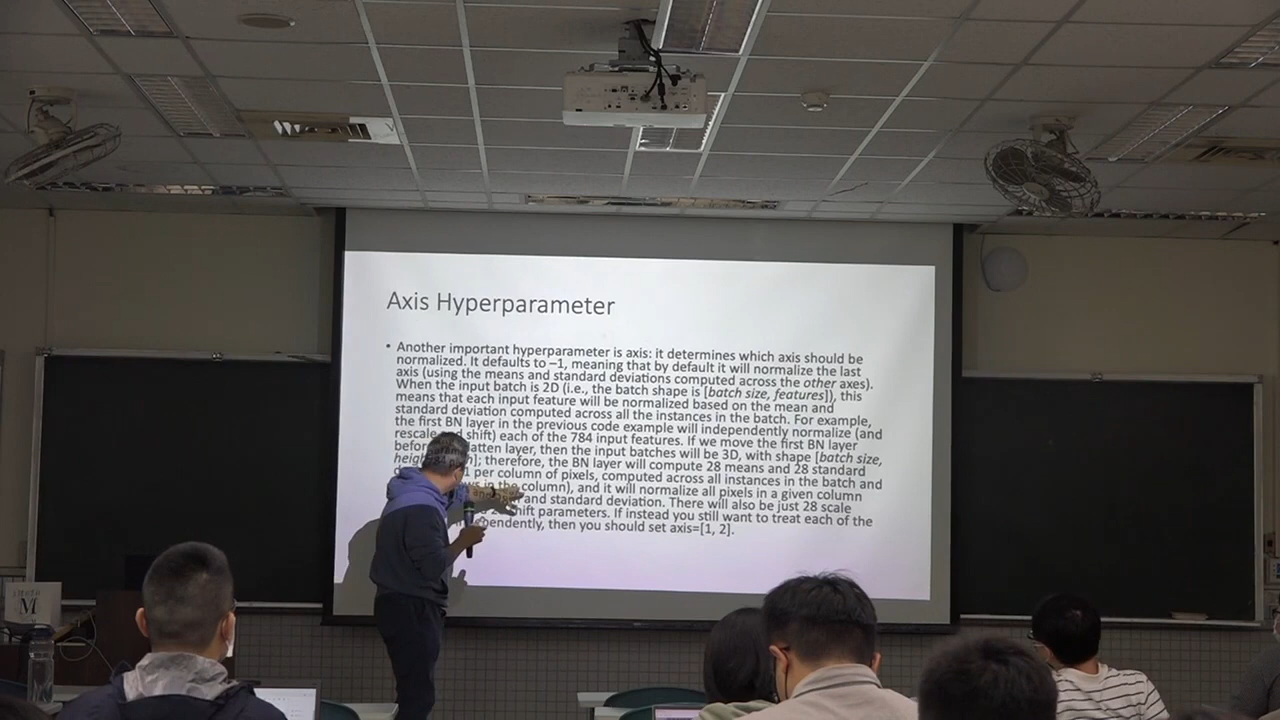 Axis Hyperparameter
• Another important hyperparameter is axis: it determines which axis should be
normalized. It defaults to –1, meaning that by default it will normalize the last
axis (using the means and standard deviations computed across the other axes).
When the input batch is 2D (i.e., the batch shape is [batch size, features]), this
means that each input feature will be normalized based on the mean and
standard deviation computed across all the instances in the batch. For example,
the first BN layer in the previous code example will independently normalize (and
rescale and shift) each of the 784 input features. If we move the first BN layer
before latten layer, then the input batches will be 3D, with shape [batch size,
height ]; therefore, the BN layer will compute 28 means and 28 standard
1 per column of pixels, computed across all instances in the batch and
in the column), and it will normalize all pixels in a given column
and standard deviation. There will also be just 28 scale
hift parameters. If instead you still want to treat each of the
pendently, then you should set axis=[1, 2].
M